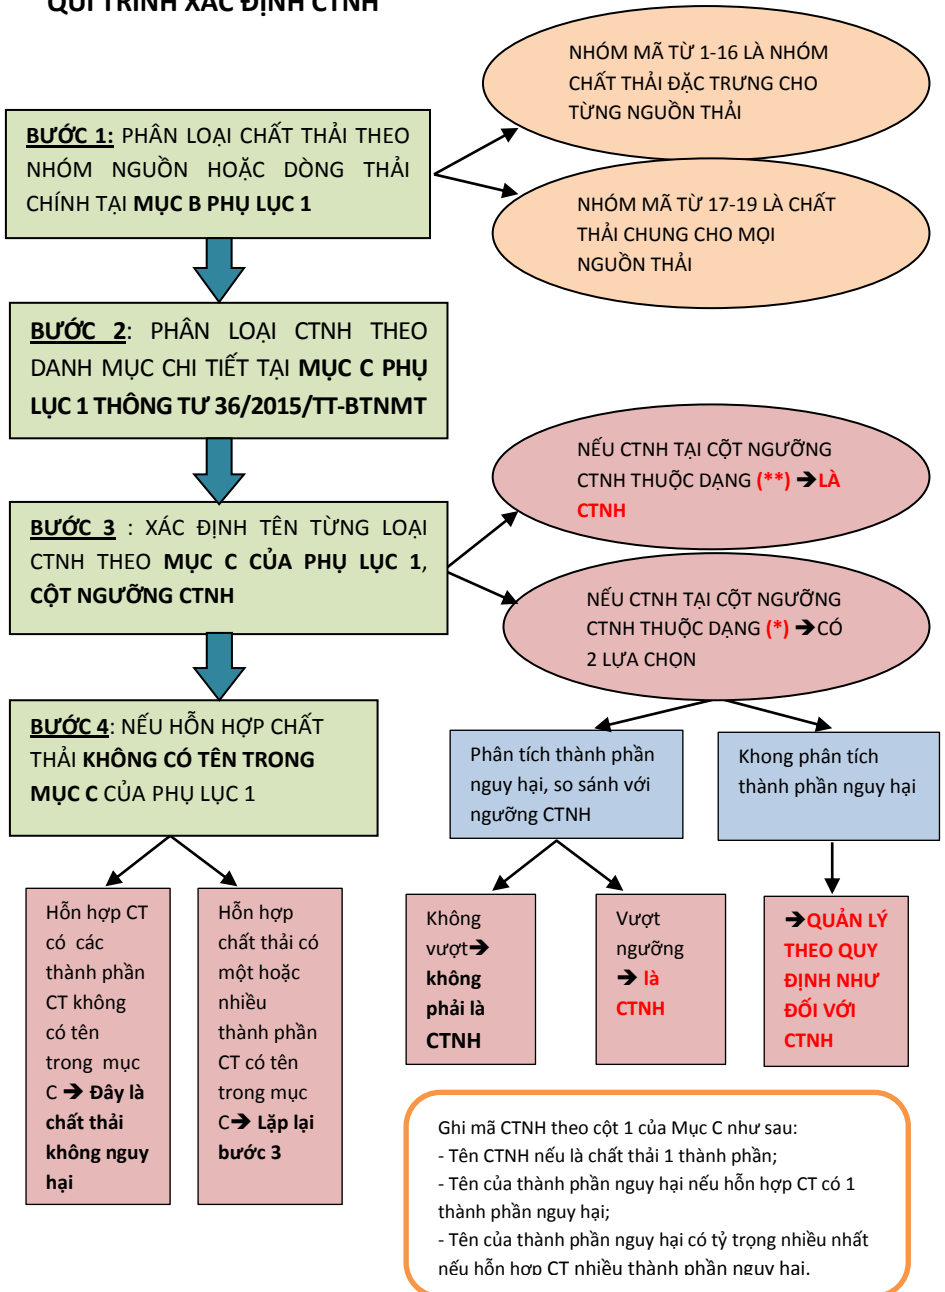 QUI TRÌNH XÁC ĐỊNH CTNH
NHÓM MÃ TỪ 1-16 LÀ NHÓM
CHẤT THẢI ĐẶC TRƯNG CHO
TỪNG NGUỒN THẢI
BƯỚC 1: PHÂN LOẠI CHẤT THẢI THEO
NHÓM NGUỒN HOẶC DÒNG THẢI
CHÍNH TẠI MỤC B PHỤ LỤC 1
NHÓM MÃ TỪ 17-19 LÀ CHẤT
THẢI CHUNG CHO MỌI
NGUỒN THẢI
BƯỚC 2: PHÂN LOẠI CTNH THEO
DANH MỤC CHI TIẾT TẠI MỤC C PHỤ
LỤC 1 THÔNG TƯ 36/2015/TT-BTNMT
NẾU CTNH TẠI CỘT NGƯỠNG
CTNH THUỘC DẠNG (**) ➔LÀ
CTNH
BƯỚC 3 : XÁC ĐỊNH TÊN TỪNG LOẠI
CTNH THEO MỤC C CỦA PHỤ LỤC 1,
CỘT NGƯỠNG CTNH
NẾU CTNH TẠI CỘT NGƯỠNG
CTNH THUỘC DẠNG (*) ➔CÓ
2 LỰA CHỌN
BƯỚC 4: NẾU HỖN HỢP CHẤT
THẢI KHÔNG CÓ TÊN TRONG
MỤC C CỦA PHỤ LỤC 1
Phân tích thành phần
nguy hại, so sánh với
ngưỡng CTNH
Khong phân tích
thành phần nguy hại
Hỗn hợp CT
có các
thành phần
CT không
có tên
trong mục
C ➔ Đây là
chất thải
không nguy
hại
Hỗn hợp
chất thải có
một hoặc
nhiều
thành phần
CT có tên
trong mục
C➔ Lặp lại
bước 3
Không
vượt➔
không
phải là
CTNH
Vượt
ngưỡng
➔ là
CTNH
➔QUẢN LÝ
THEO QUY
ĐỊNH NHƯ
ĐỐI VỚI
CTNH
Ghi mã CTNH theo cột 1 của Mục C như sau:
- Tên CTNH nếu là chất thải 1 thành phần;
- Tên của thành phần nguy hại nếu hỗn hợp CT có 1
thành phần nguy hại;
- Tên của thành phần nguy hại có tỷ trọng nhiều nhất
nếu hỗn hợp CT nhiều thành phần nguy hại.